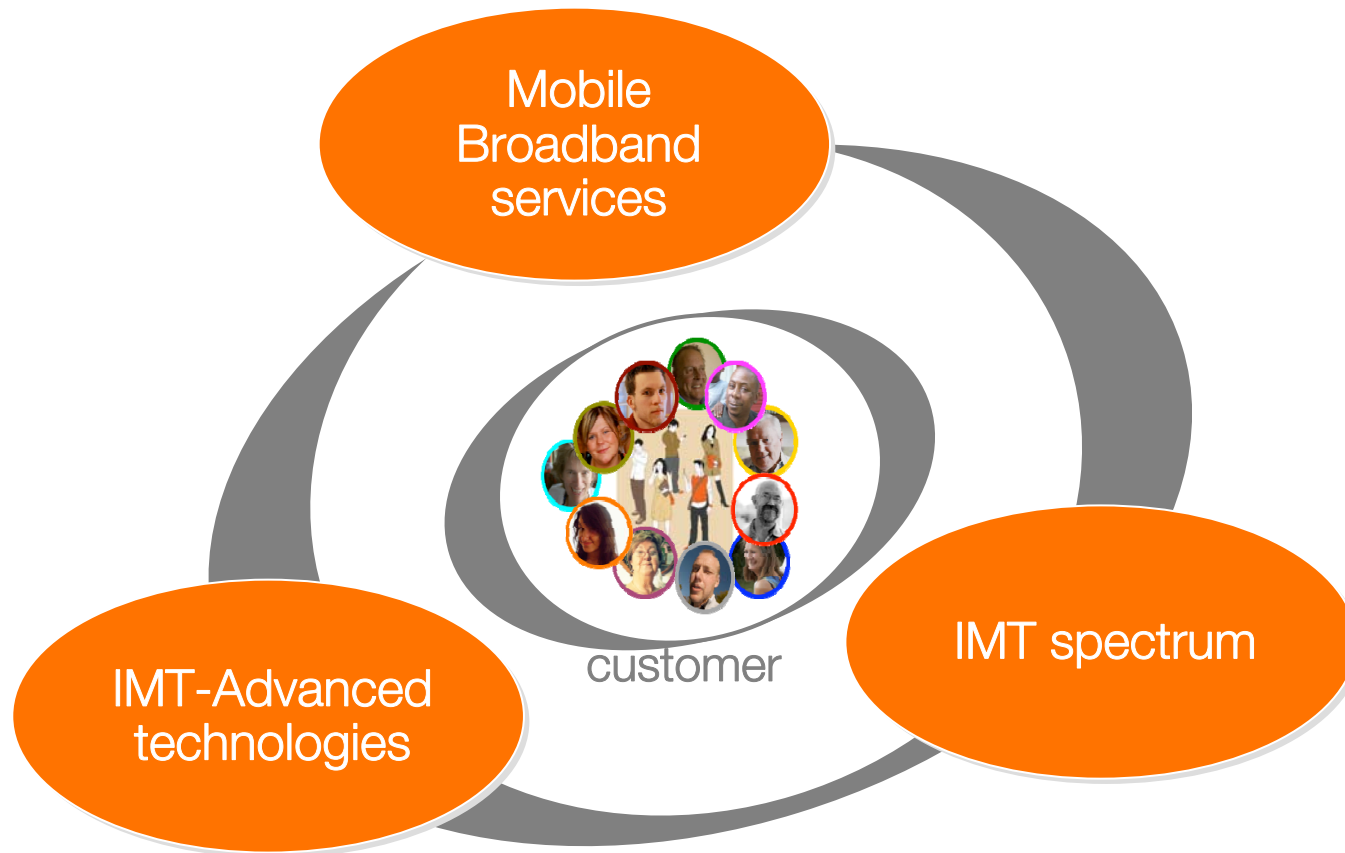 Mobile
Broadband
services
customer
IMT spectrum
IMT-Advanced
technologies